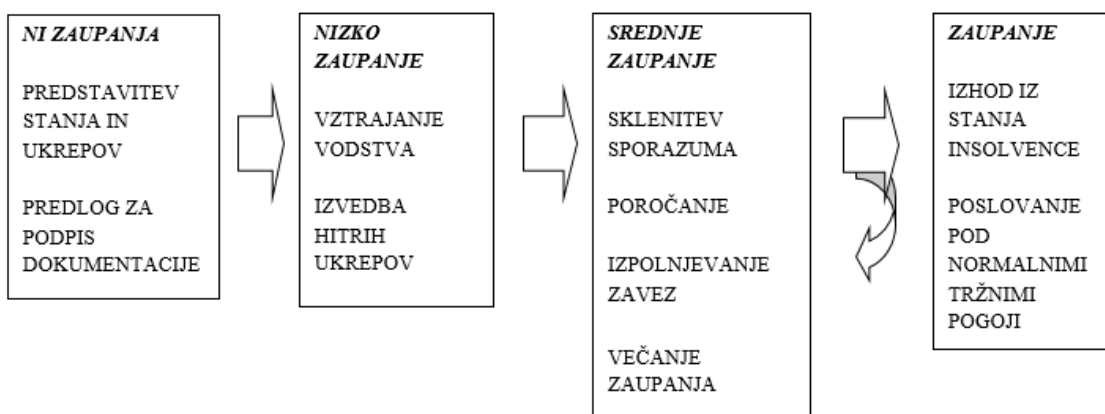 NI ZAUPANJA
PREDSTAVITEV
STANJA IN
UKREPOV
PREDLOG ZA
PODPIS
DOKUMENTACIJE
NIZKO
ZAUPANJE
VZTRAJANJE
VODSTVA
IZVEDBA
HITRIH
UKREPOV
SREDNJE
ZAUPANJE
SKLENITEV
SPORAZUMA
POROČANJE
IZPOLNJEVANJE
ZAVEZ
VEČANJE
ZAUPANJA
ZAUPANJE
IZHOD IZ
STANJA
INSOLVENCE
POSLOVANJE
POD
NORMALNIMI
TRŽNIMI
POGOJI